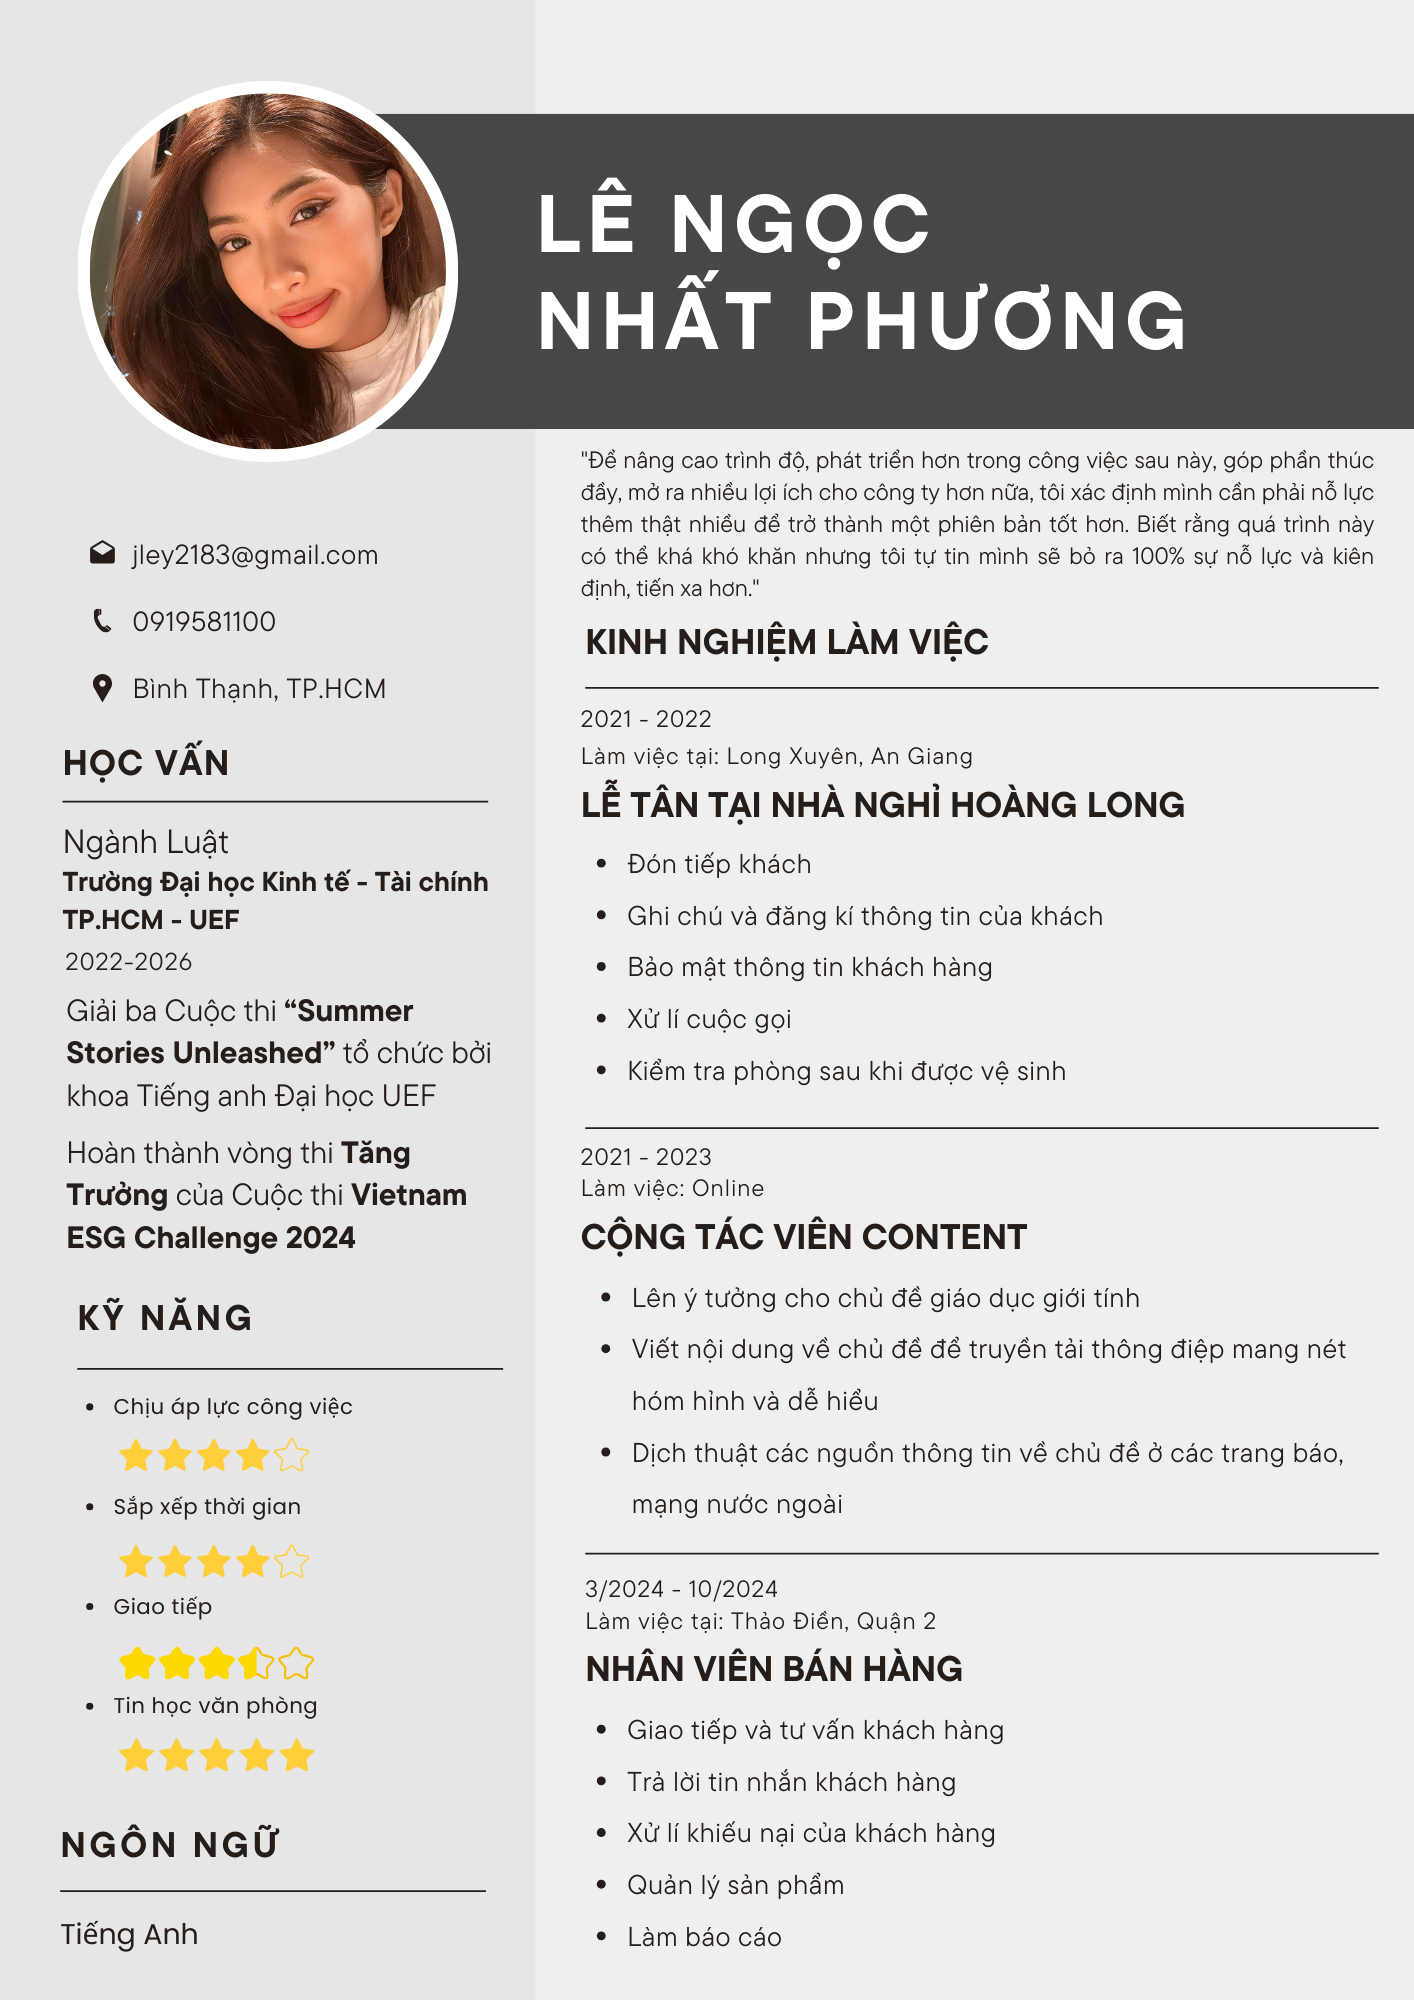 LÊ NGỌC
NHẤT PHƯƠNG
"Để nâng cao trình độ, phát triển hơn trong công việc sau này, góp phần thúc
đẩy, mở ra nhiều lợi ích cho công ty hơn nữa, tôi xác định mình cần phải nỗ lực
thêm thật nhiều để trở thành một phiên bản tốt hơn. Biết rằng quá trình này
có thể khá khó khăn nhưng tôi tự tin mình sẽ bỏ ra 100% sự nỗ lực và kiên
định, tiến xa hơn."
jley2183@gmail.com
0919581100
Bình Thạnh, TP.HCM
HỌC VẤN
Ngành Luật
Trường Đại học Kinh tế - Tài chính
TP.HCM - UEF
2022-2026
Giải ba Cuộc thi “Summer
Stories Unleashed” tổ chức bởi
khoa Tiếng anh Đại học UEF
Hoàn thành vòng thi Tăng
Trưởng của Cuộc thi Vietnam
ESG Challenge 2024
KỸ NĂNG
• Chịu áp lực công việc
• Sắp xếp thời gian
• Giao tiếp
• Tin học văn phòng
NGÔN NGỮ
Tiếng Anh
KINH NGHIỆM LÀM VIỆC
2021 - 2022
Làm việc tại: Long Xuyên, An Giang
LỄ TÂN TẠI NHÀ NGHỈ HOÀNG LONG
• Đón tiếp khách
• Ghi chú và đăng kí thông tin của khách
• Bảo mật thông tin khách hàng
• Xử lí cuộc gọi
• Kiểm tra phòng sau khi được vệ sinh
2021 - 2023
Làm việc: Online
CỘNG TÁC VIÊN CONTENT
• Lên ý tưởng cho chủ đề giáo dục giới tính
• Viết nội dung về chủ đề để truyền tải thông điệp mang nét
hóm hỉnh và dễ hiểu
• Dịch thuật các nguồn thông tin về chủ đề ở các trang báo,
mạng nước ngoài
3/2024 - 10/2024
Làm việc tại: Thảo Điền, Quận 2
NHÂN VIÊN BÁN HÀNG
• Giao tiếp và tư vấn khách hàng
• Trả lời tin nhắn khách hàng
• Xử lí khiếu nại của khách hàng
• Quản lý sản phẩm
• Làm báo cáo